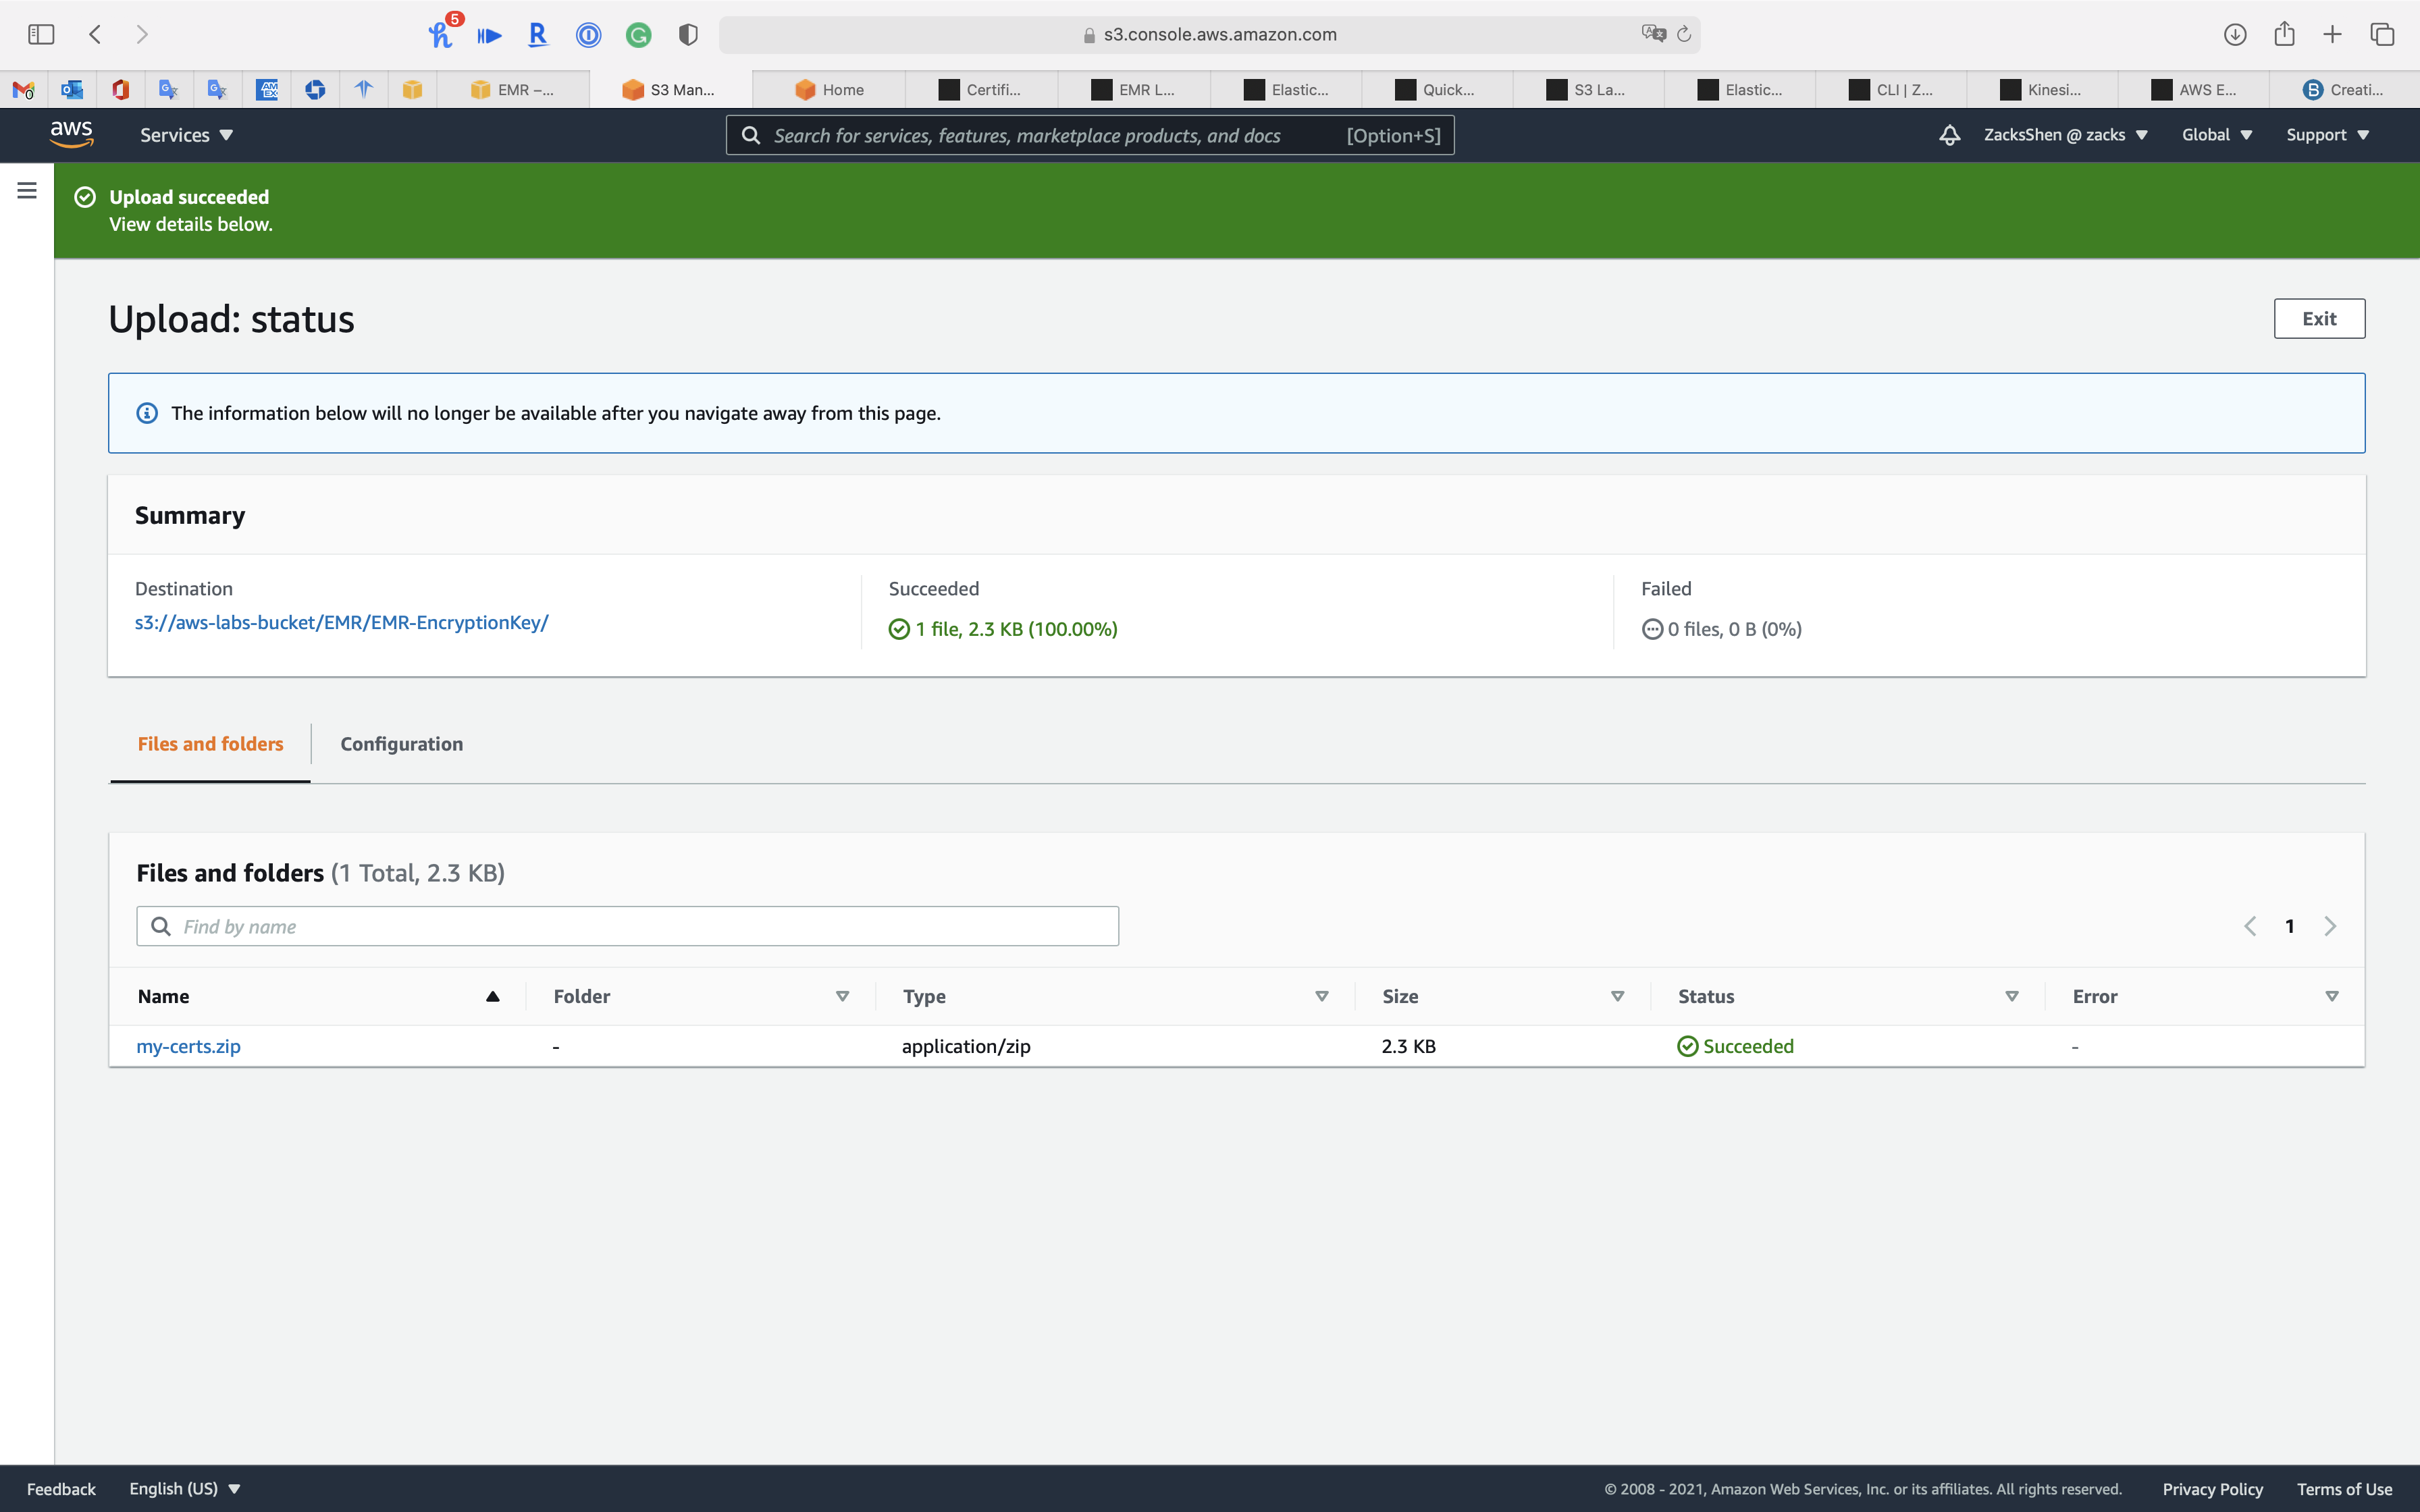 5
s3.console.aws.amazon.com
EMR –...
S3 Man...
Home
Certifi...
EMR L...
Elastic...
Quick...
S3 La...
Elastic...
CLI | Z...
Kinesi...
AWS E...
Creati...
aws
Services
Search for services, features, marketplace products, and docs
[Option+S]
ZacksShen @ zacks
Global
Support
Upload succeeded
View details below.
Upload: status
Exit
The information below will no longer be available after you navigate away from this page.
Summary
Destination
s3://aws-labs-bucket/EMR/EMR-EncryptionKey/
Succeeded
1 file, 2.3 KB (100.00%)
Failed
0 files, 0 B (0%)
Files and folders
Configuration
Files and folders (1 Total, 2.3 KB)
Find by name
1
Name Folder Type Size Status Error
my-certs.zip - application/zip 2.3 KB Succeeded -
Feedback
English (US)
© 2008 - 2021, Amazon Web Services, Inc. or its affiliates. All rights reserved.
Privacy Policy
Terms of Use